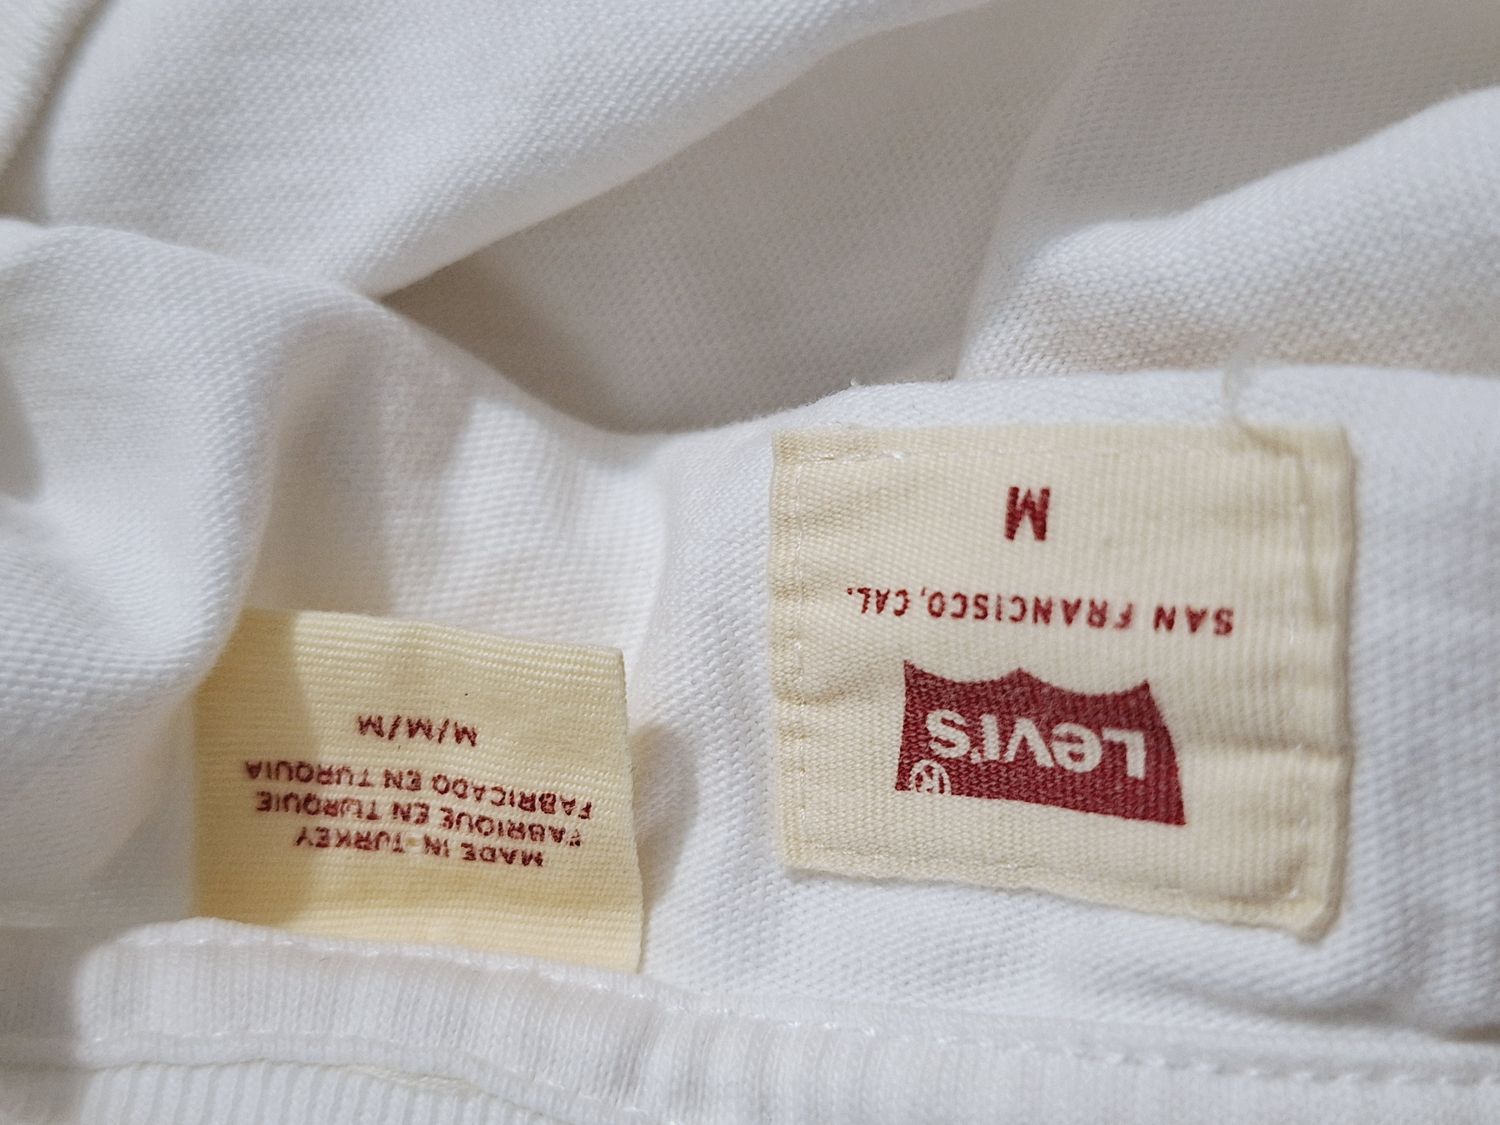 Levi's®
SAN FRANCISCO, CAL.
M
MADE IN TURKEY
FABRIQUE EN TURQUIE
FABRICADO EN TURQUIA
M/M/M